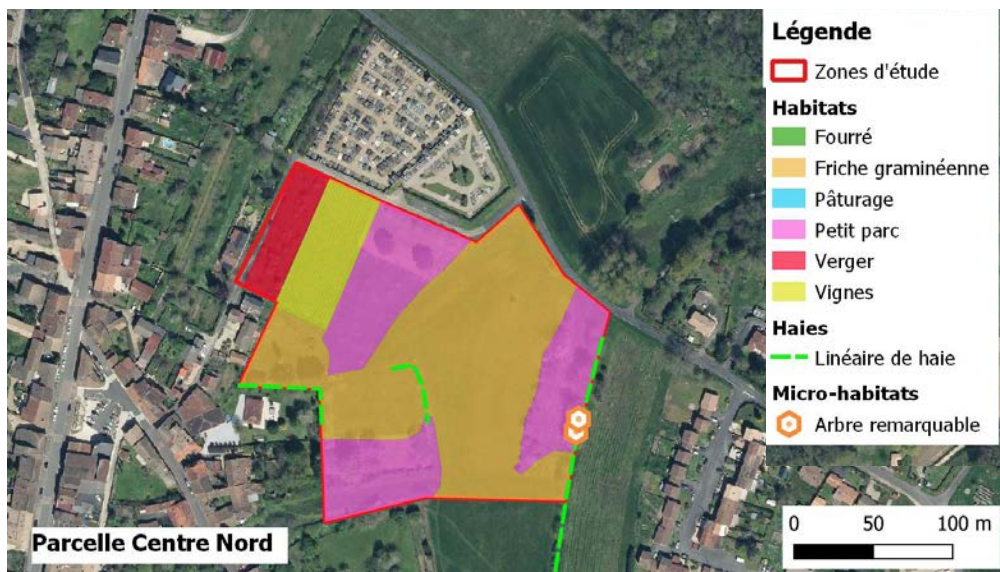 Légende
Zones d'étude
Habitats
Fourré
Friche graminéenne
Pâturage
Petit parc
Verger
Vignes
Haies
Linéaire de haie
Micro-habitats
Arbre remarquable
0 50 100 m
Parcelle Centre Nord